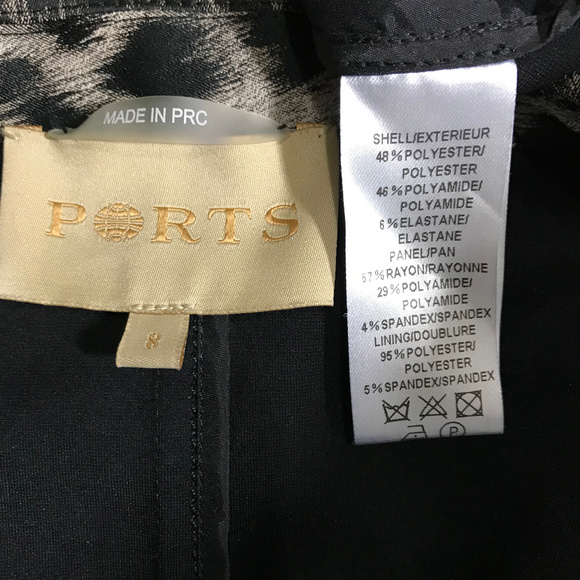 MADE IN PRC
PORTS
8
SHELL/EXTERIEUR
48%POLYESTER/
POLYESTER
46%POLYAMIDE/
POLYAMIDE
6%ELASTANE/
ELASTANE
PANEL/PAN
67%RAYON/RAYONNE
29%POLYAMIDE/
POLYAMIDE
4%SPANDEX/SPANDEX
LINING/DOUBLURE
95%POLYESTER/
POLYESTER
5%SPANDEX/SPANDEX
P